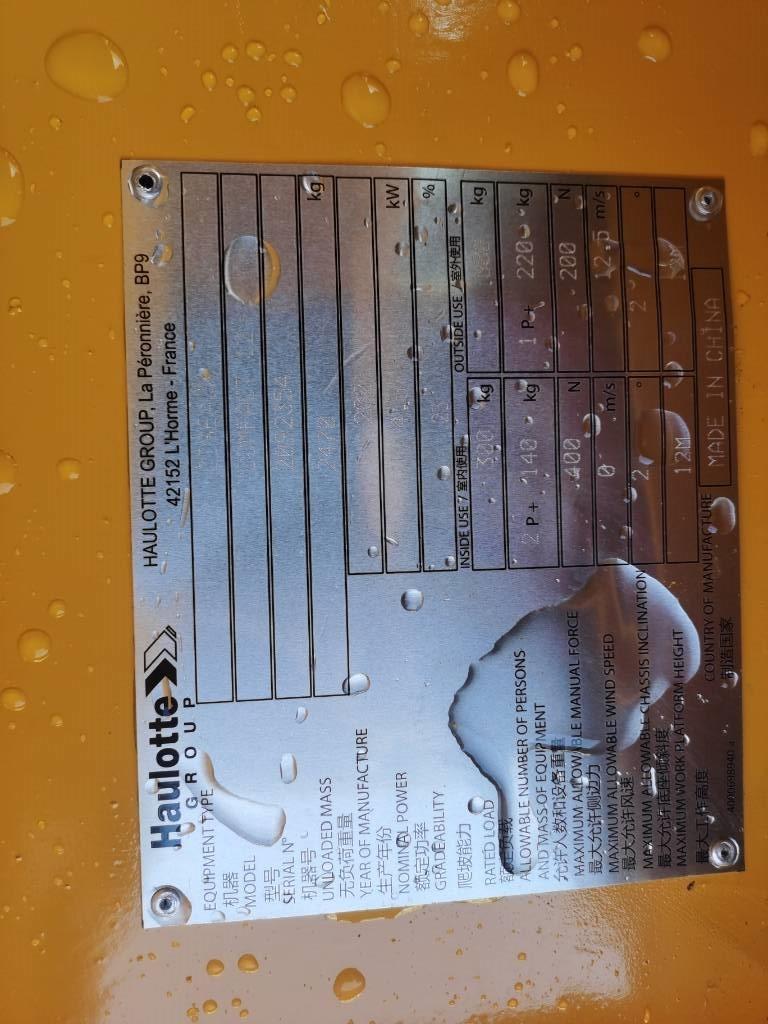 Haulotte
GROUP
HAULOTTE GROUP, La Péronnière, BP9
42152 L'Horme - France
EQUIPMENT TYPE
机器
MODEL
型号
SERIAL N°
机器号
UNLOADED MASS kg
无负荷重量
YEAR OF MANUFACTURE
生产年份
NOMINAL POWER kW
额定功率
GRADEABILITY %
爬坡能力
INSIDE USE / 室内使用 OUTSIDE USE / 室外使用
RATED LOAD 300 kg kg
ALLOWABLE NUMBER OF PERSONS
AND MASS OF EQUIPMENT 2 P+ 140 kg 1 P+ 220 kg
允许人数和设备重量
MAXIMUM ALLOWABLE MANUAL FORCE 400 N 200 N
最大允许侧边力
MAXIMUM ALLOWABLE WIND SPEED 0 m/s 12.5 m/s
最大允许风速
MAXIMUM ALLOWABLE CHASSIS INCLINATION 2 ° 2 °
最大允许底座倾斜度
MAXIMUM WORK PLATFORM HEIGHT 12M
最大工作高度
COUNTRY OF MANUFACTURE MADE IN CHINA
制造国家
4000698940 a